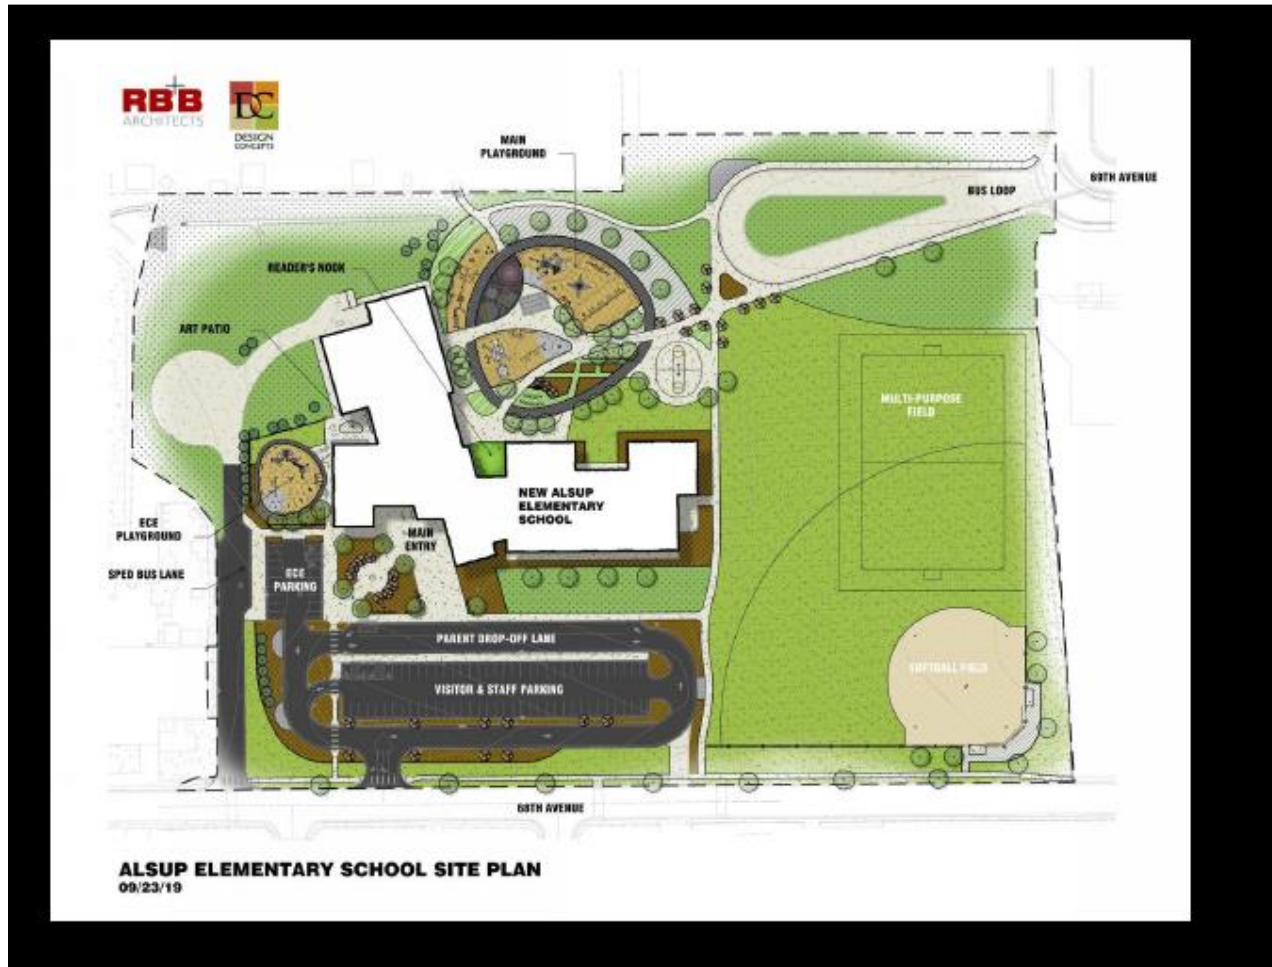 RB+B
ARCHITECTS
DC
DESIGN
CONCEPTS
MAIN
PLAYGROUND
69TH AVENUE
BUS LOOP
READER'S NOOK
ART PATIO
MULTI-PURPOSE
FIELD
NEW ALSUP
ELEMENTARY
SCHOOL
ECE
PLAYGROUND
MAIN
ENTRY
SPED BUS LANE
ECE
PARKING
PARENT DROP-OFF LANE
SOFTBALL FIELD
VISITOR & STAFF PARKING
68TH AVENUE
ALSUP ELEMENTARY SCHOOL SITE PLAN
09/23/19